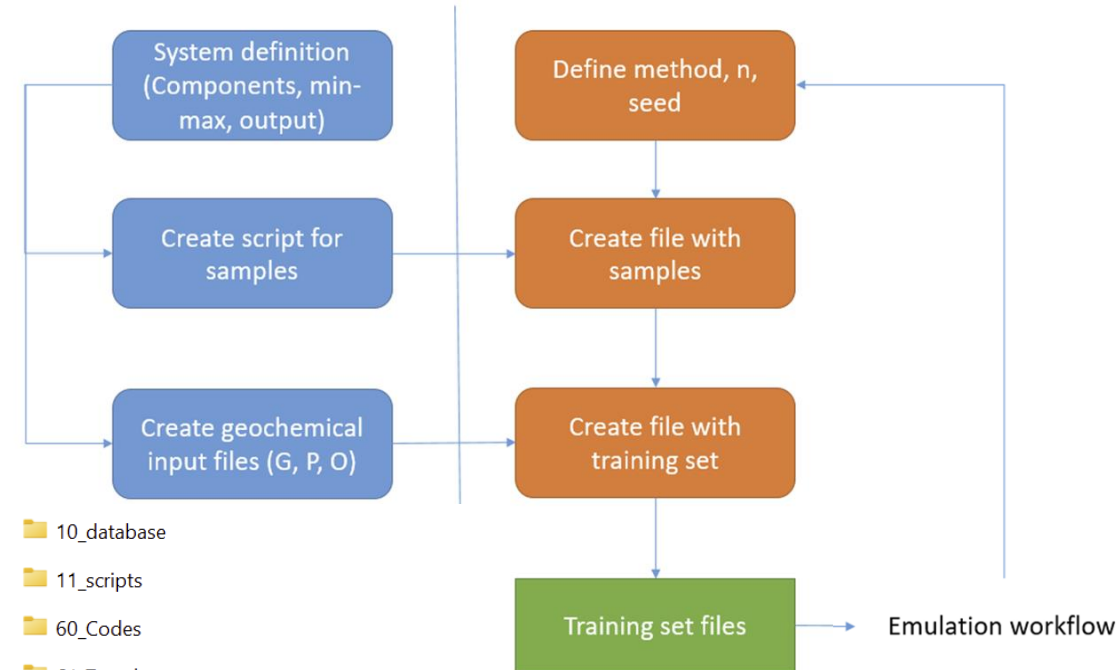 System definition
(Components, min-
max, output)
Define method, n,
seed
Create script for
samples
Create file with
samples
Create geochemical
input files (G, P, O)
Create file with
training set
10_database
11_scripts
60_Codes
Training set files
Emulation workflow